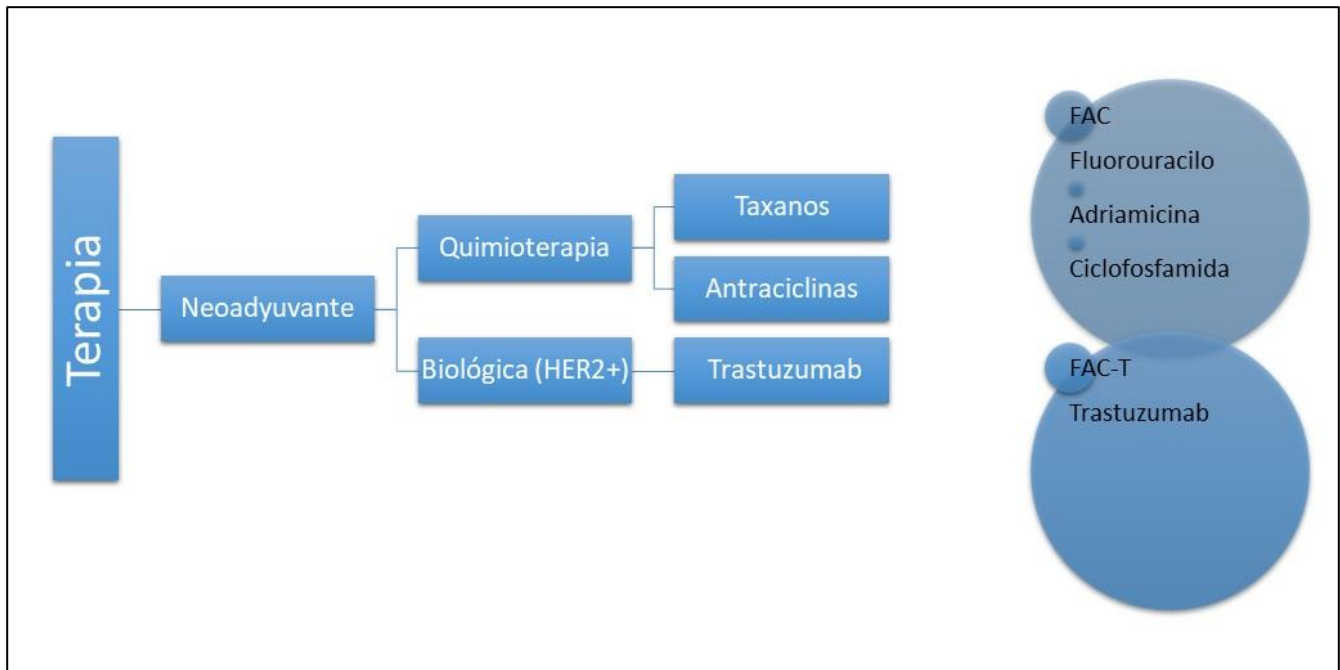 Terapia
Neoadyuvante
Quimioterapia
Biológica (HER2+)
Taxanos
Antraciclinas
Trastuzumab
FAC
Fluorouracilo
Adriamicina
Ciclofosfamida
FAC-T
Trastuzumab